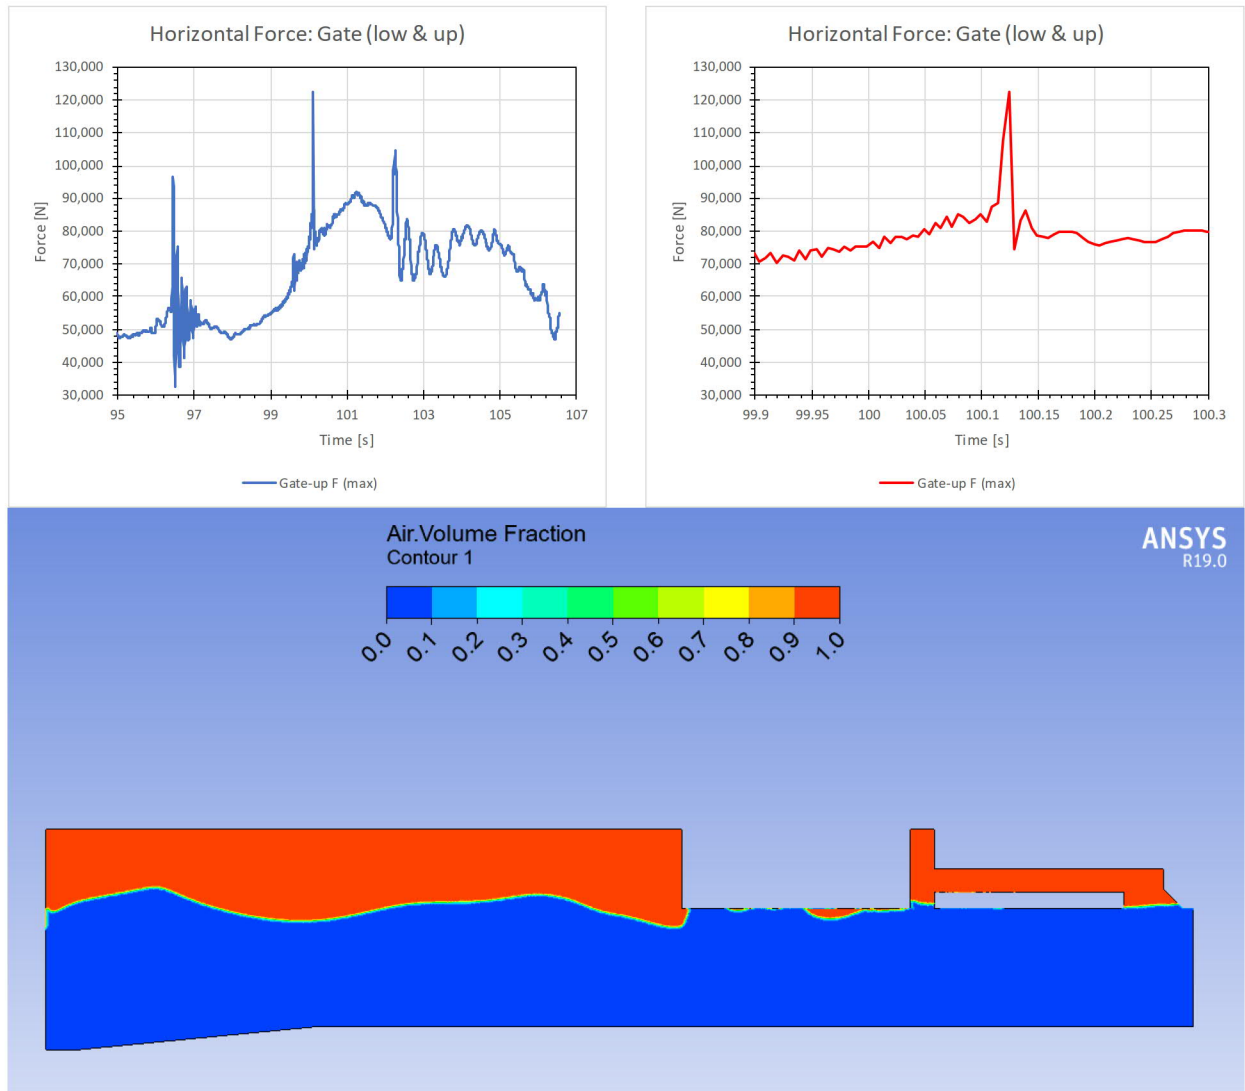 Horizontal Force: Gate (low & up)
130,000
120,000
110,000
100,000
90,000
80,000
70,000
60,000
50,000
40,000
30,000
Force [N]
95 97 99 101 103 105 107
Time [s]
Gate-up F (max)
Horizontal Force: Gate (low & up)
130,000
120,000
110,000
100,000
90,000
80,000
70,000
60,000
50,000
40,000
30,000
Force [N]
99.9 99.95 100 100.05 100.1 100.15 100.2 100.25 100.3
Time [s]
Gate-up F (max)
Air.Volume Fraction
Contour 1
0.0 0.1 0.2 0.3 0.4 0.5 0.6 0.7 0.8 0.9 1.0
ANSYS
R19.0